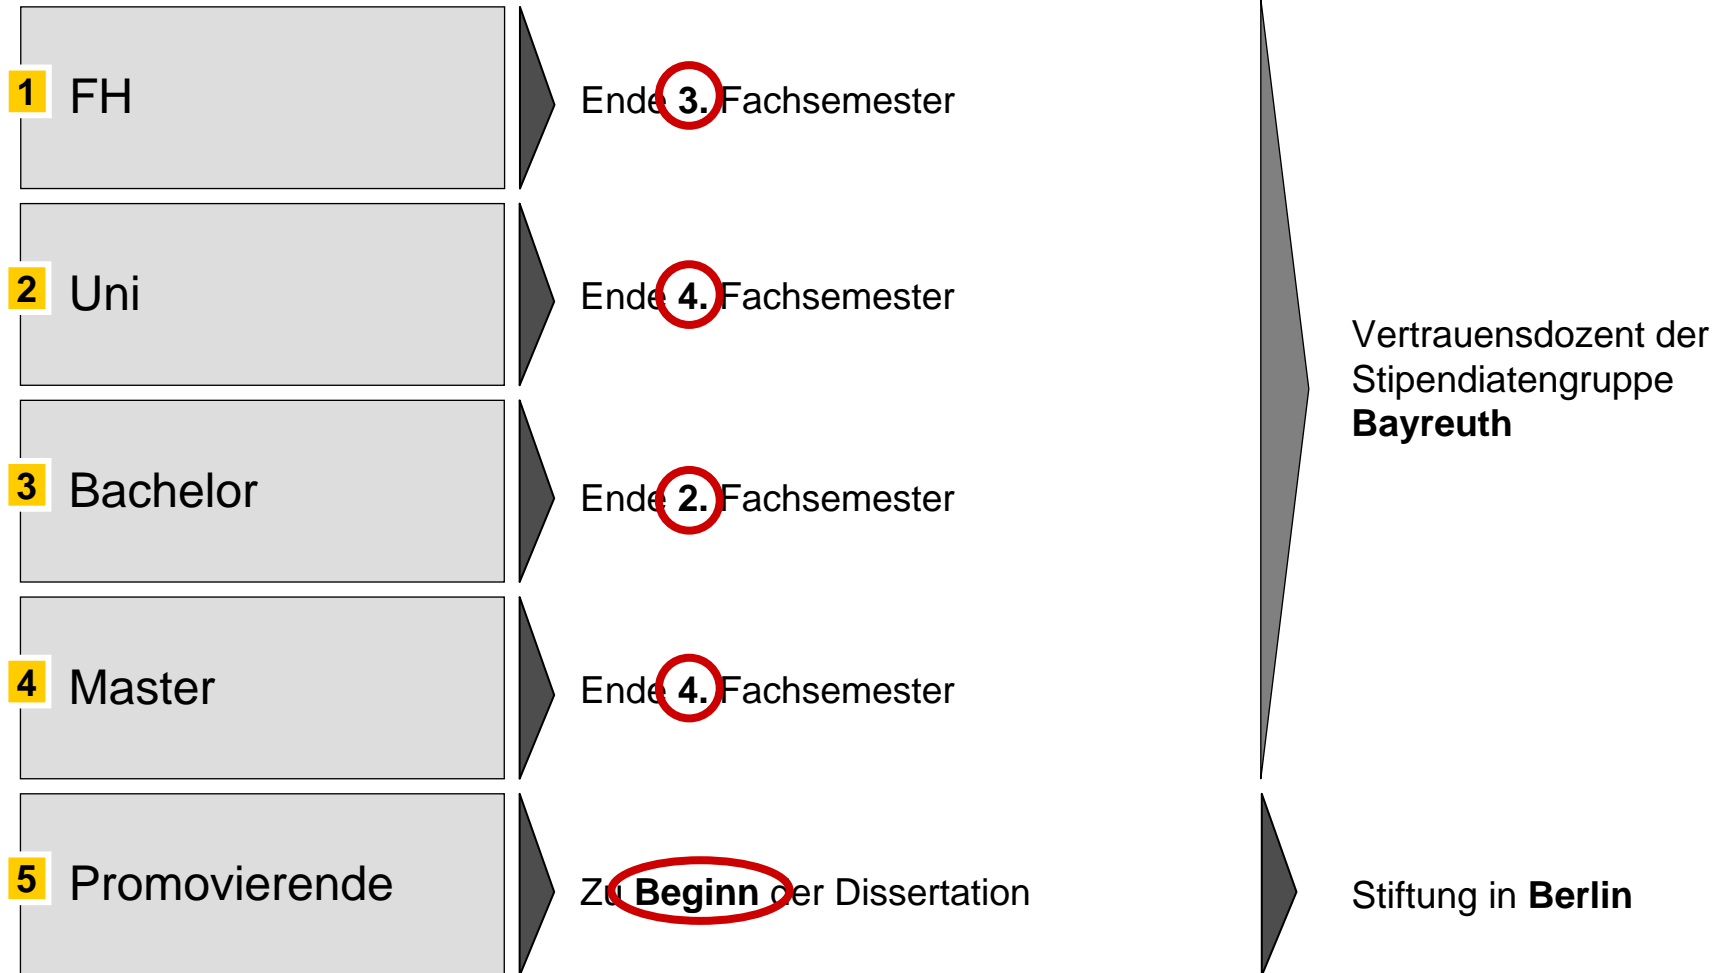 1 FH
Ende 3. Fachsemester
2 Uni
Ende 4. Fachsemester
3 Bachelor
Ende 2. Fachsemester
4 Master
Ende 4. Fachsemester
Vertrauensdozent der
Stipendiatengruppe
Bayreuth
5 Promovierende
Zu Beginn der Dissertation
Stiftung in Berlin